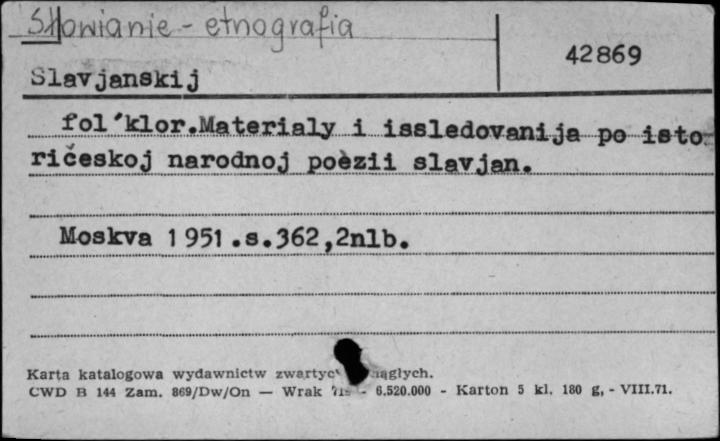 Słowianie - etnografia
42869
Slavjanskij
fol'klor.Materialy i issledovanija po isto-
ričeskoj narodnoj poèzii slavjan.
Moskva 1951.s.362,2nlb.
Karta katalogowa wydawnictw
CWD B 144 Zam. 869/Dw/On — Wrak 6.520.000 - Karton 5 kl. 180 g, - VIII.71.